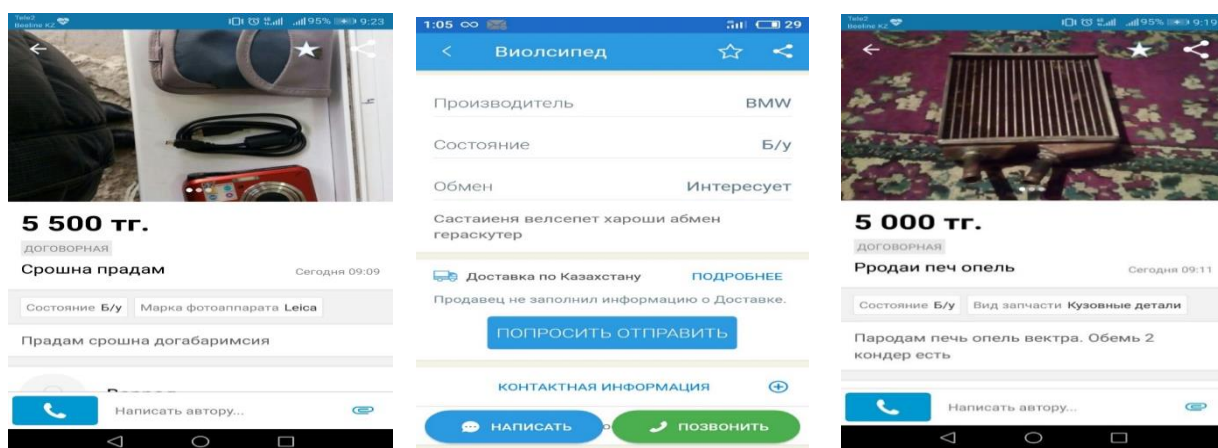 Tele2
Beeline KZ
95% 9:23
5 500 тг.
ДОГОВОРНАЯ
Срошна прадам
Сегодня 09:09
Состояние Б/у
Марка фотоаппарата Leica
Прадам срошна догабаримсия
Написать автору...
1:05
29
Виолсипед
Производитель BMW
Состояние Б/у
Обмен Интересует
Састаиеня велсепет хароши абмен
гераскутер
Доставка по Казахстану ПОДРОБНЕЕ
Продавец не заполнил информацию о Доставке.
ПОПРОСИТЬ ОТПРАВИТЬ
КОНТАКТНАЯ ИНФОРМАЦИЯ
НАПИСАТЬ
ПОЗВОНИТЬ
Tele2
Beeline KZ
95% 9:19
5 000 тг.
ДОГОВОРНАЯ
Рродаи печ опель
Сегодня 09:11
Состояние Б/у
Вид запчасти Кузовные детали
Пародам печь опель вектра. Обемь 2
кондер есть
Написать автору...